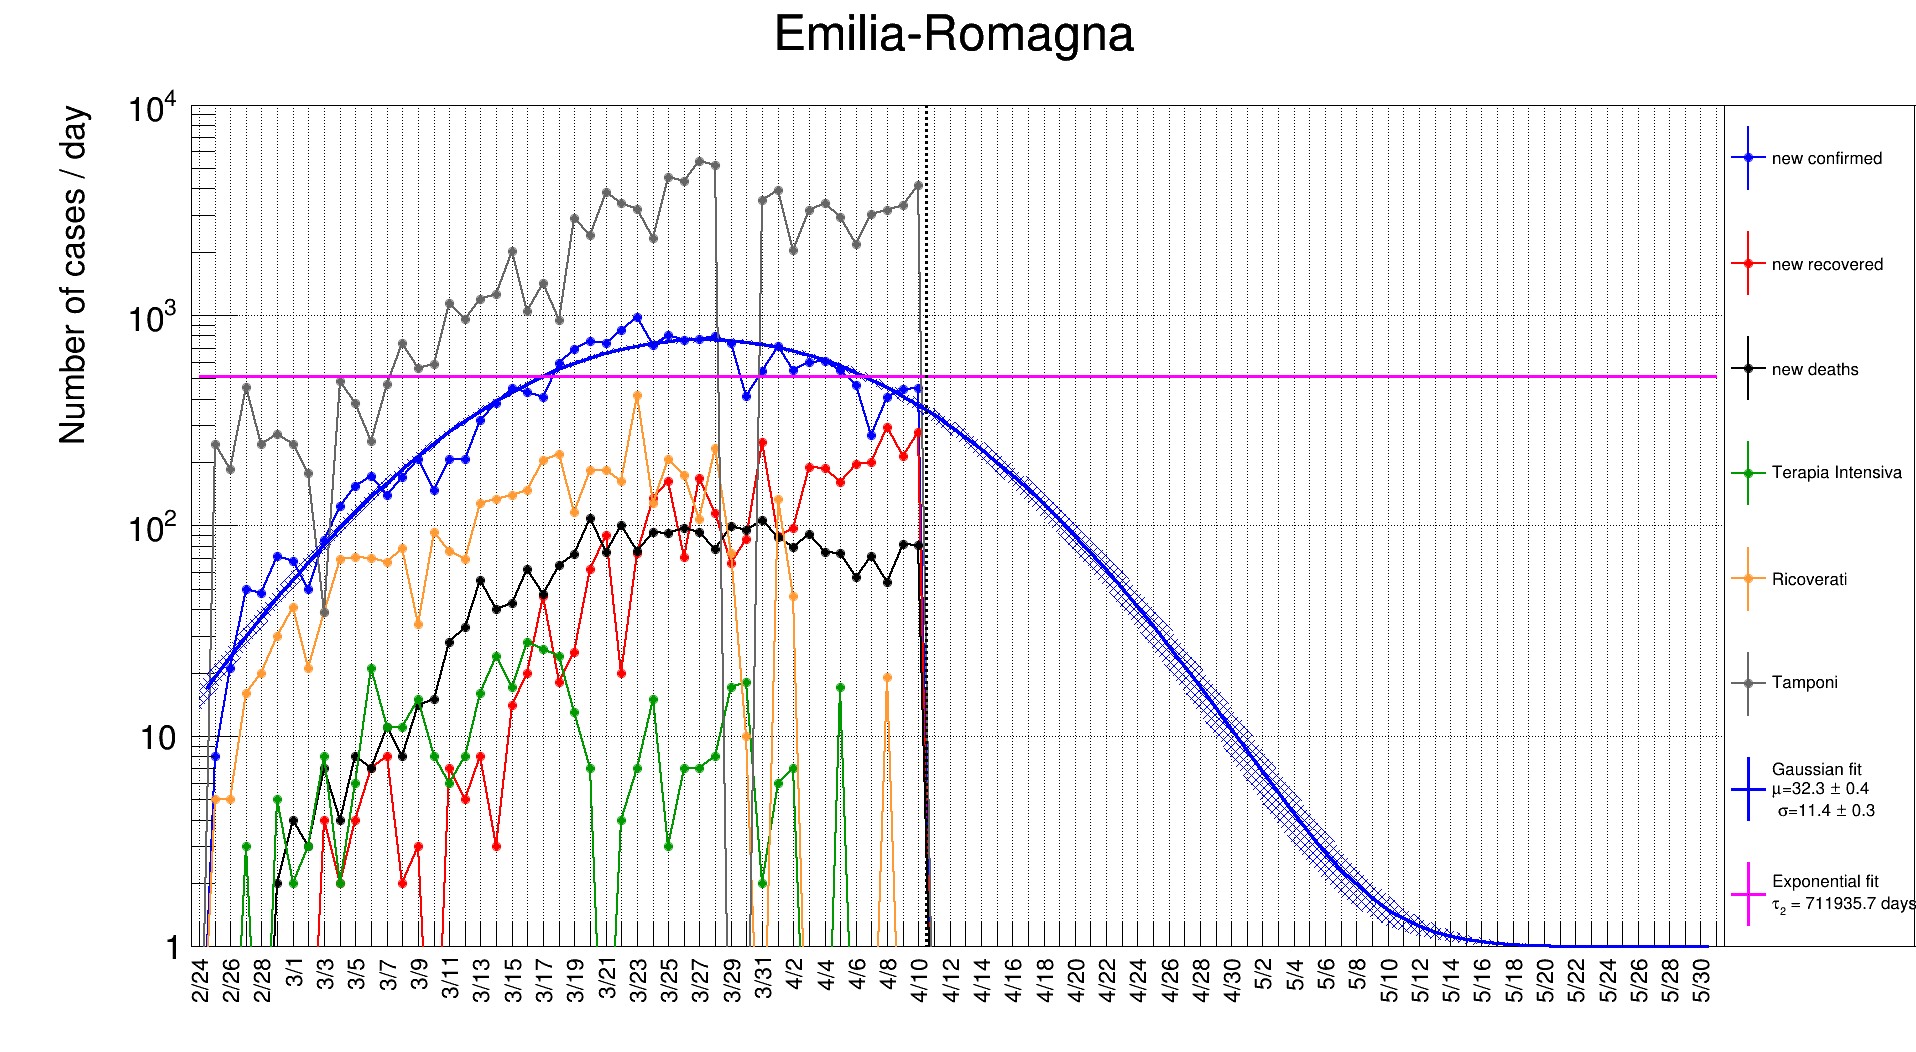 Emilia-Romagna
Number of cases / day
10⁴
10³
10²
10
1
2/24 2/26 2/28 3/1 3/3 3/5 3/7 3/9 3/11 3/13 3/15 3/17 3/19 3/21 3/23 3/25 3/27 3/29 3/31 4/2 4/4 4/6 4/8 4/10 4/12 4/14 4/16 4/18 4/20 4/22 4/24 4/26 4/28 4/30 5/2 5/4 5/6 5/8 5/10 5/12 5/14 5/16 5/18 5/20 5/22 5/24 5/26 5/28 5/30
new confirmed
new recovered
new deaths
Terapia Intensiva
Ricoverati
Tamponi
Gaussian fit
μ=32.3 ± 0.4
σ=11.4 ± 0.3
Exponential fit
τ₂ = 711935.7 days